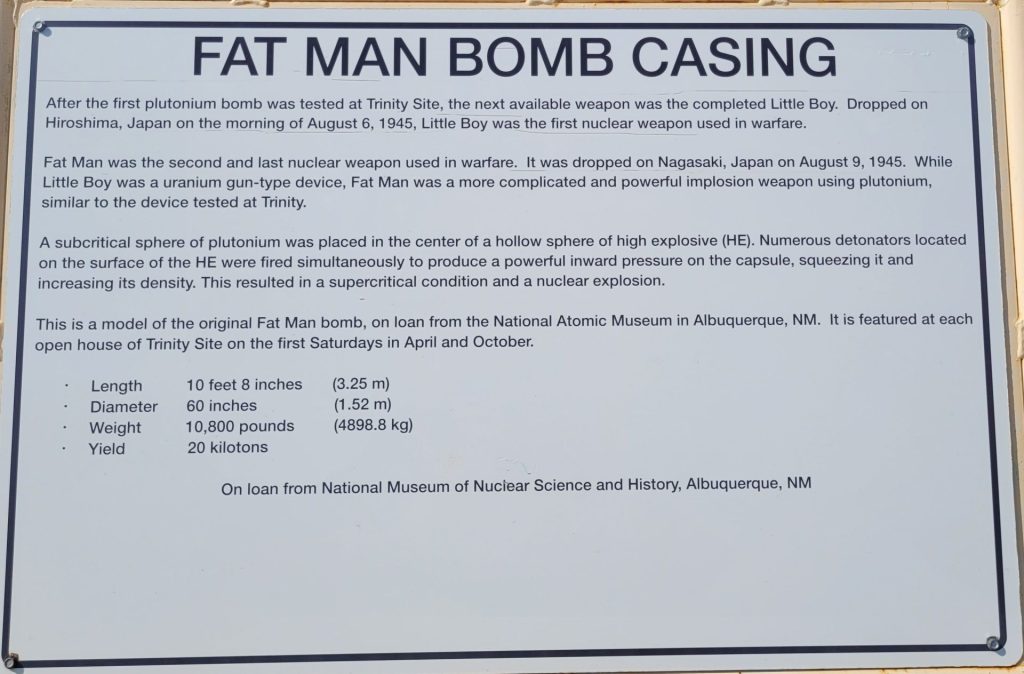 FAT MAN BOMB CASING
After the first plutonium bomb was tested at Trinity Site, the next available weapon was the completed Little Boy. Dropped on
Hiroshima, Japan on the morning of August 6, 1945, Little Boy was the first nuclear weapon used in warfare.
Fat Man was the second and last nuclear weapon used in warfare. It was dropped on Nagasaki, Japan on August 9, 1945. While
Little Boy was a uranium gun-type device, Fat Man was a more complicated and powerful implosion weapon using plutonium,
similar to the device tested at Trinity.
A subcritical sphere of plutonium was placed in the center of a hollow sphere of high explosive (HE). Numerous detonators located
on the surface of the HE were fired simultaneously to produce a powerful inward pressure on the capsule, squeezing it and
increasing its density. This resulted in a supercritical condition and a nuclear explosion.
This is a model of the original Fat Man bomb, on loan from the National Atomic Museum in Albuquerque, NM. It is featured at each
open house of Trinity Site on the first Saturdays in April and October.
· Length 10 feet 8 inches (3.25 m)
· Diameter 60 inches (1.52 m)
· Weight 10,800 pounds (4898.8 kg)
· Yield 20 kilotons
On loan from National Museum of Nuclear Science and History, Albuquerque, NM